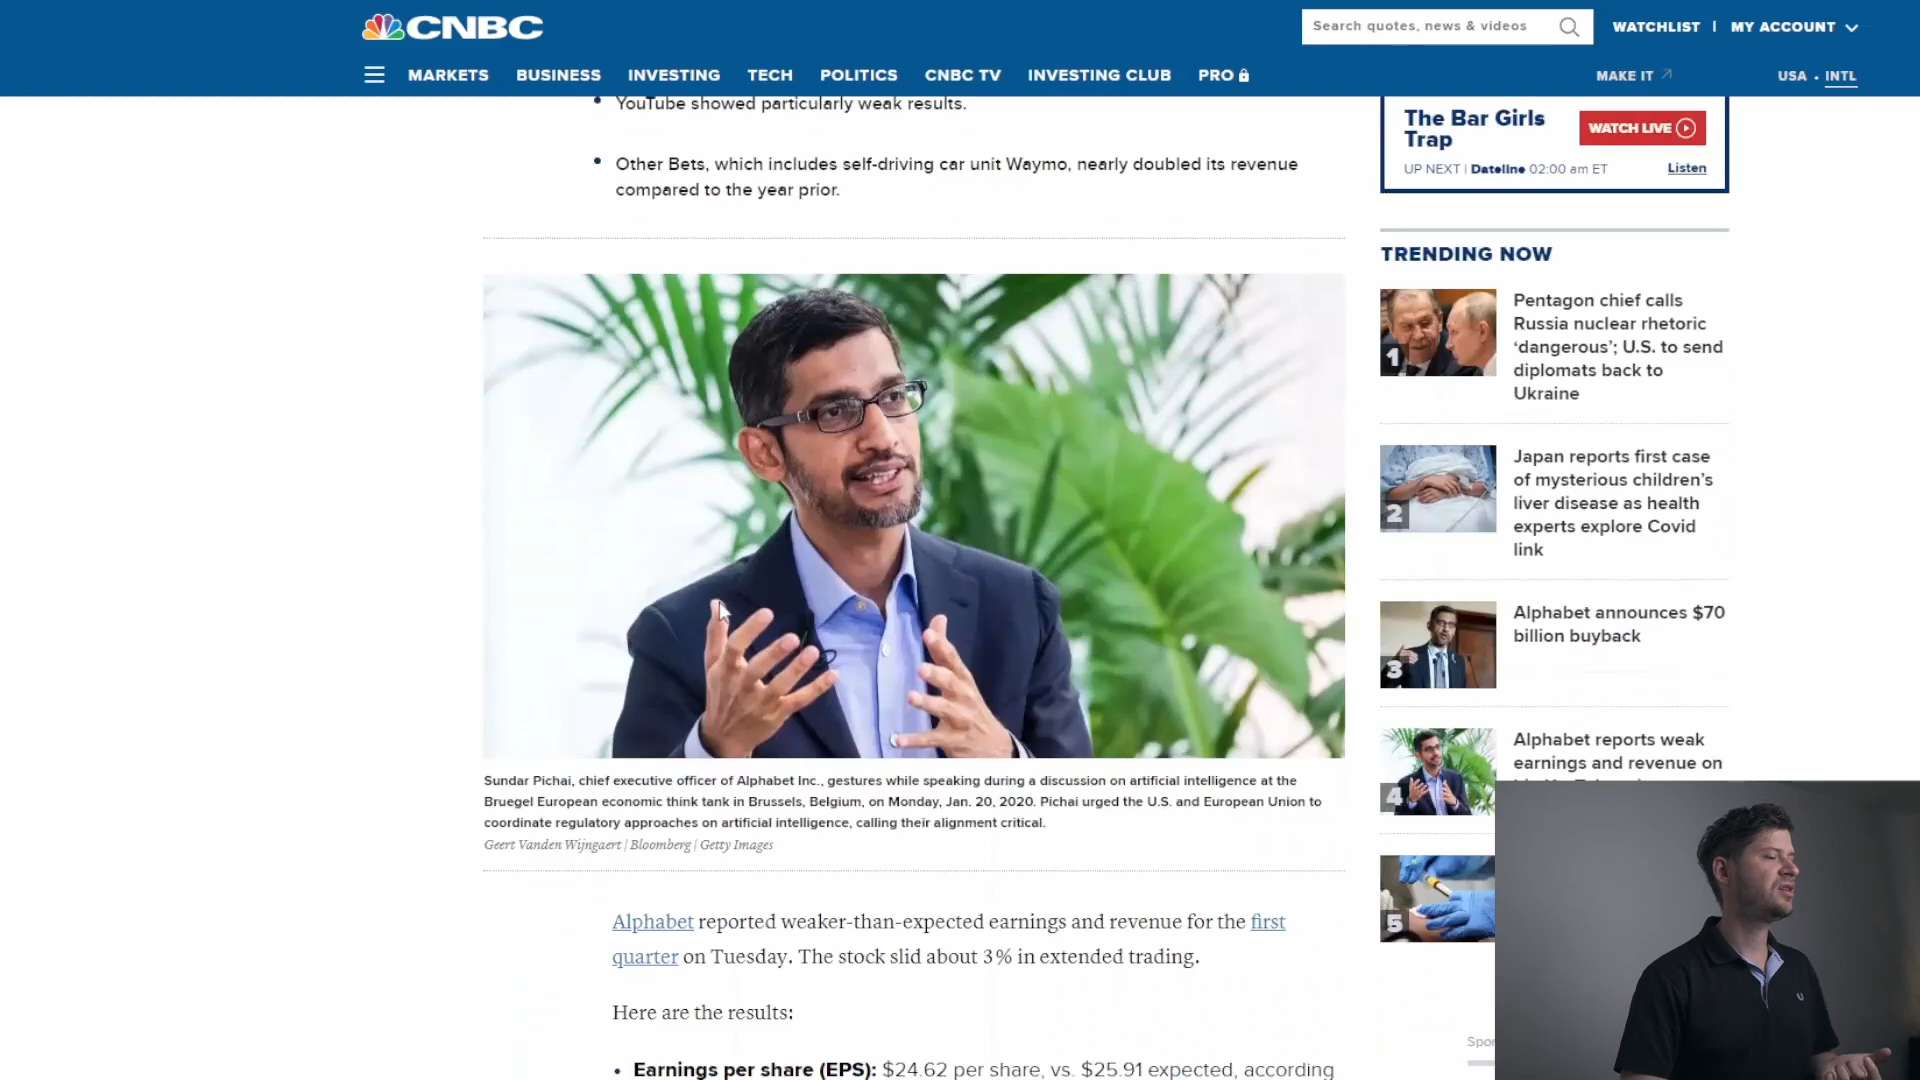 CNBC
Search quotes, news & videos
WATCHLIST | MY ACCOUNT
MARKETS BUSINESS INVESTING TECH POLITICS CNBC TV INVESTING CLUB PRO
MAKE IT
USA • INTL
• YouTube showed particularly weak results.
• Other Bets, which includes self-driving car unit Waymo, nearly doubled its revenue
compared to the year prior.
Sundar Pichai, chief executive officer of Alphabet Inc., gestures while speaking during a discussion on artificial intelligence at the
Bruegel European economic think tank in Brussels, Belgium, on Monday, Jan. 20, 2020. Pichai urged the U.S. and European Union to
coordinate regulatory approaches on artificial intelligence, calling their alignment critical.
Geert Vanden Wijngaert | Bloomberg | Getty Images
Alphabet reported weaker-than-expected earnings and revenue for the first
quarter on Tuesday. The stock slid about 3% in extended trading.
Here are the results:
• Earnings per share (EPS): $24.62 per share, vs. $25.91 expected, according
The Bar Girls
Trap
WATCH LIVE
UP NEXT | Dateline 02:00 am ET
Listen
TRENDING NOW
1
Pentagon chief calls
Russia nuclear rhetoric
‘dangerous’; U.S. to send
diplomats back to
Ukraine
2
Japan reports first case
of mysterious children’s
liver disease as health
experts explore Covid
link
3
Alphabet announces $70
billion buyback
4
Alphabet reports weak
earnings and revenue on
5